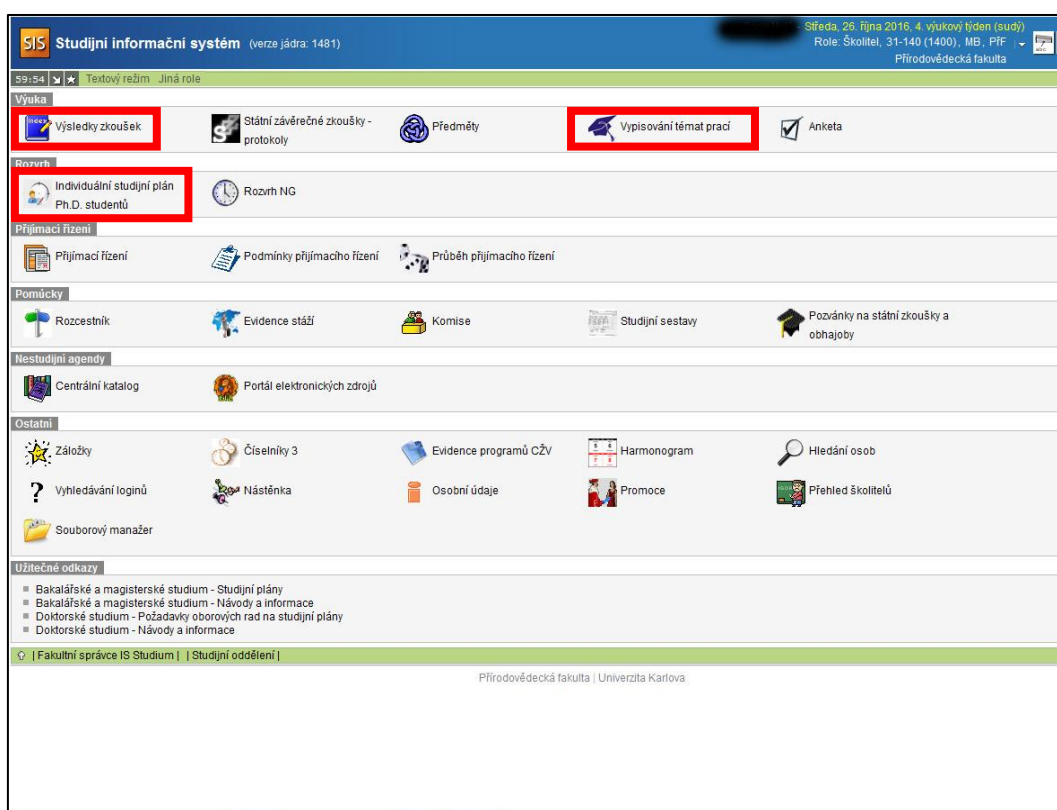 SIS Studijní informační systém (verze jádra: 1481)
Středa, 26. října 2016, 4. výukový týden (sudý)
Role: Školitel, 31-140 (1400), MB, PřF
Přírodovědecká fakulta
59:54 Textový režim Jiná role
Výuka
Výsledky zkoušek
Státní závěrečné zkoušky -
protokoly
Předměty
Vypisování témat prací
Anketa
Rozvrh
Individuální studijní plán
Ph.D. studentů
Rozvrh NG
Přijímací řízení
Přijímací řízení
Podmínky přijímacího řízení
Průběh přijímacího řízení
Pomůcky
Rozcestník
Evidence stáží
Komise
Studijní sestavy
Pozvánky na státní zkoušky a
obhajoby
Nestudijní agendy
Centrální katalog
Portál elektronických zdrojů
Ostatní
Záložky
Číselníky 3
Evidence programů CŽV
Harmonogram
Hledání osob
? Vyhledávání loginů
Nástěnka
Osobní údaje
Promoce
Přehled školitelů
Souborový manažer
Užitečné odkazy
Bakalářské a magisterské studium - Studijní plány
Bakalářské a magisterské studium - Návody a informace
Doktorské studium - Požadavky oborových rad na studijní plány
Doktorské studium - Návody a informace
| Fakultní správce IS Studium | | Studijní oddělení |
Přírodovědecká fakulta | Univerzita Karlova